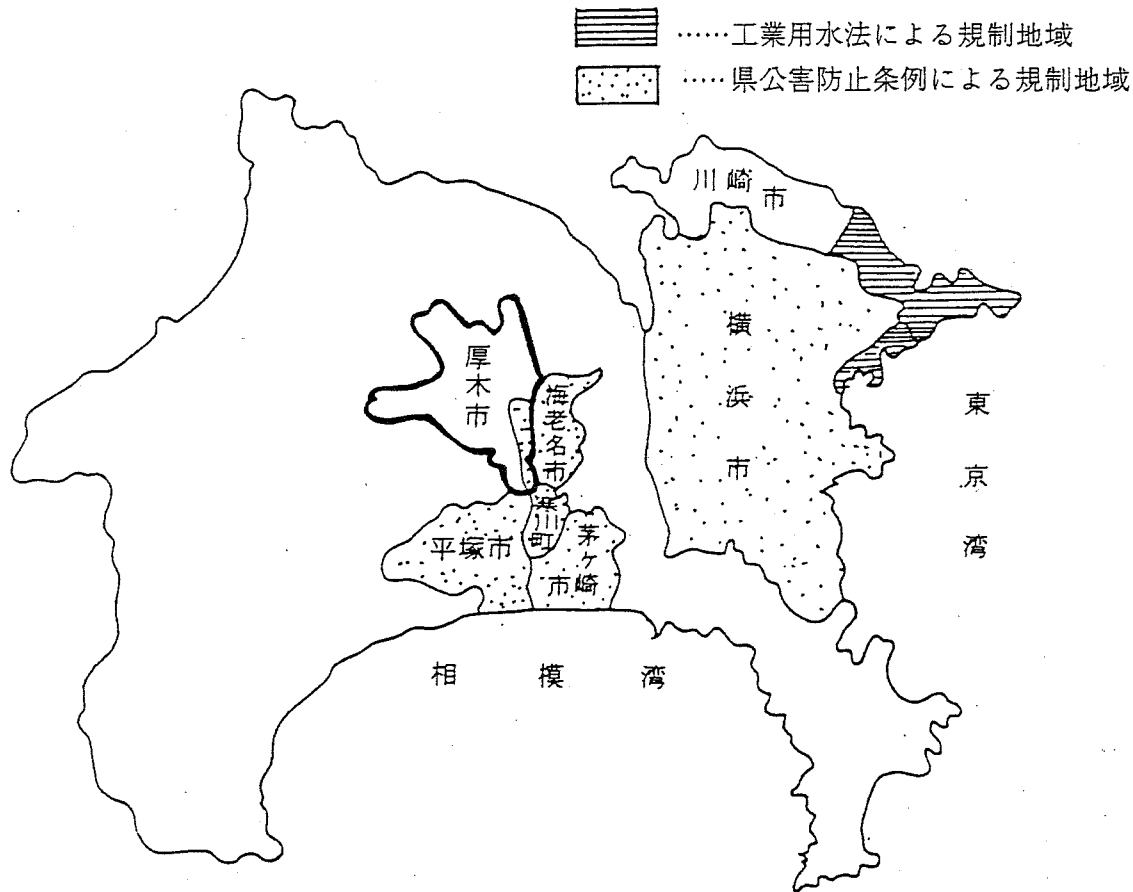 ……工業用水法による規制地域
……県公害防止条例による規制地域
川崎市
横浜市
厚木市
海老名市
寒川町
平塚市
茅ヶ崎市
東京湾
相模湾